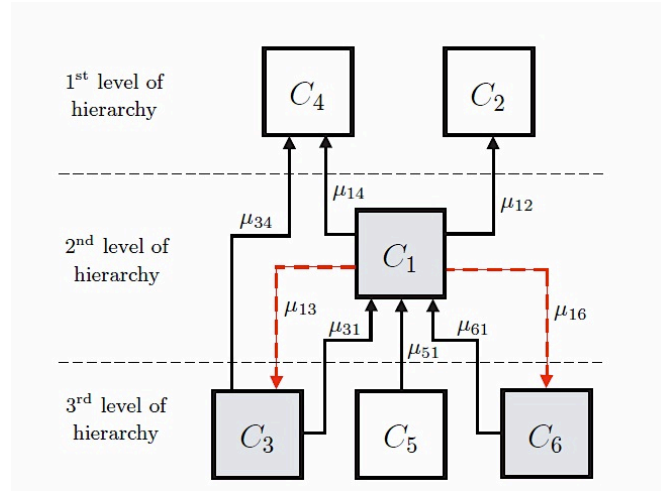 1st level of
hierarchy
C4
C2
μ14
μ12
μ34
2nd level of
hierarchy
C1
μ13
μ31
μ61
μ16
μ51
3rd level of
hierarchy
C3
C5
C6